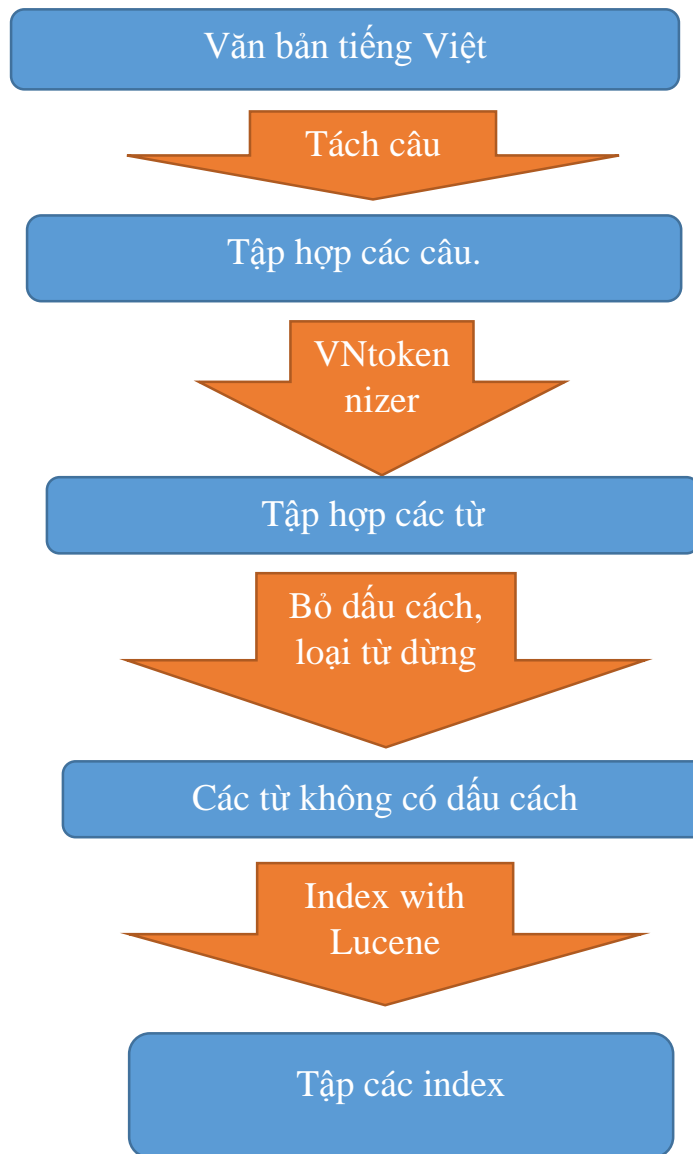 Văn bản tiếng Việt
Tách câu
Tập hợp các câu.
VNtoken
nizer
Tập hợp các từ
Bỏ dấu cách,
loại từ dừng
Các từ không có dấu cách
Index with
Lucene
Tập các index